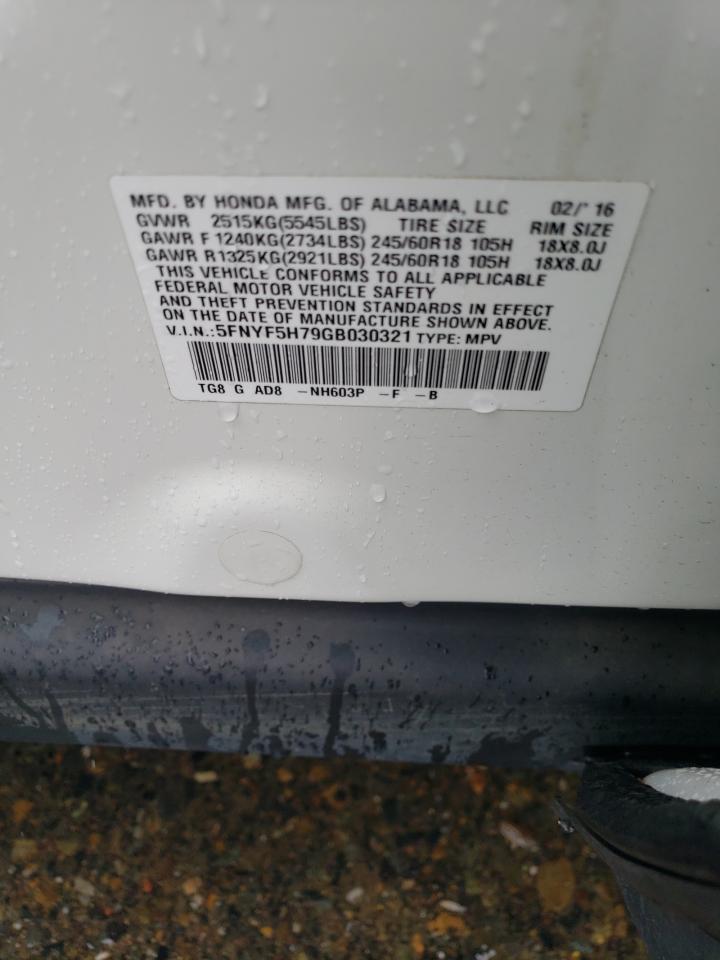 MFD. BY HONDA MFG. OF ALABAMA, LLC 02/' 16
GVWR 2515KG(5545LBS) TIRE SIZE RIM SIZE
GAWR F 1240KG(2734LBS) 245/60R18 105H 18X8.0J
GAWR R1325KG(2921LBS) 245/60R18 105H 18X8.0J
THIS VEHICLE CONFORMS TO ALL APPLICABLE
FEDERAL MOTOR VEHICLE SAFETY
AND THEFT PREVENTION STANDARDS IN EFFECT
ON THE DATE OF MANUFACTURE SHOWN ABOVE.
V.I.N.:5FNYF5H79GB030321 TYPE: MPV
TG8 G AD8 -NH603P -F -B